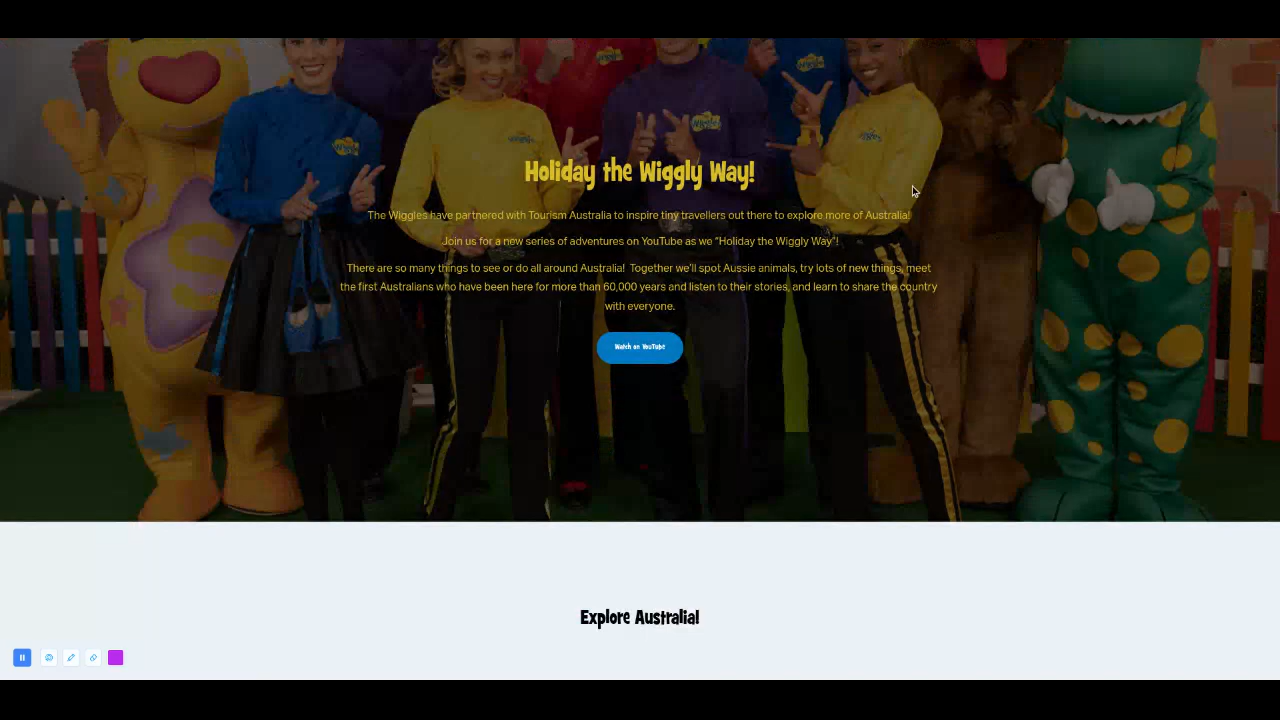 Holiday the Wiggly Way!
The Wiggles have partnered with Tourism Australia to inspire tiny travellers out there to explore more of Australia!
Join us for a new series of adventures on YouTube as we “Holiday the Wiggly Way”!
There are so many things to see or do all around Australia!  Together we'll spot Aussie animals, try lots of new things, meet
the first Australians who have been here for more than 60,000 years and listen to their stories, and learn to share the country
with everyone.
Watch on YouTube
Explore Australia!